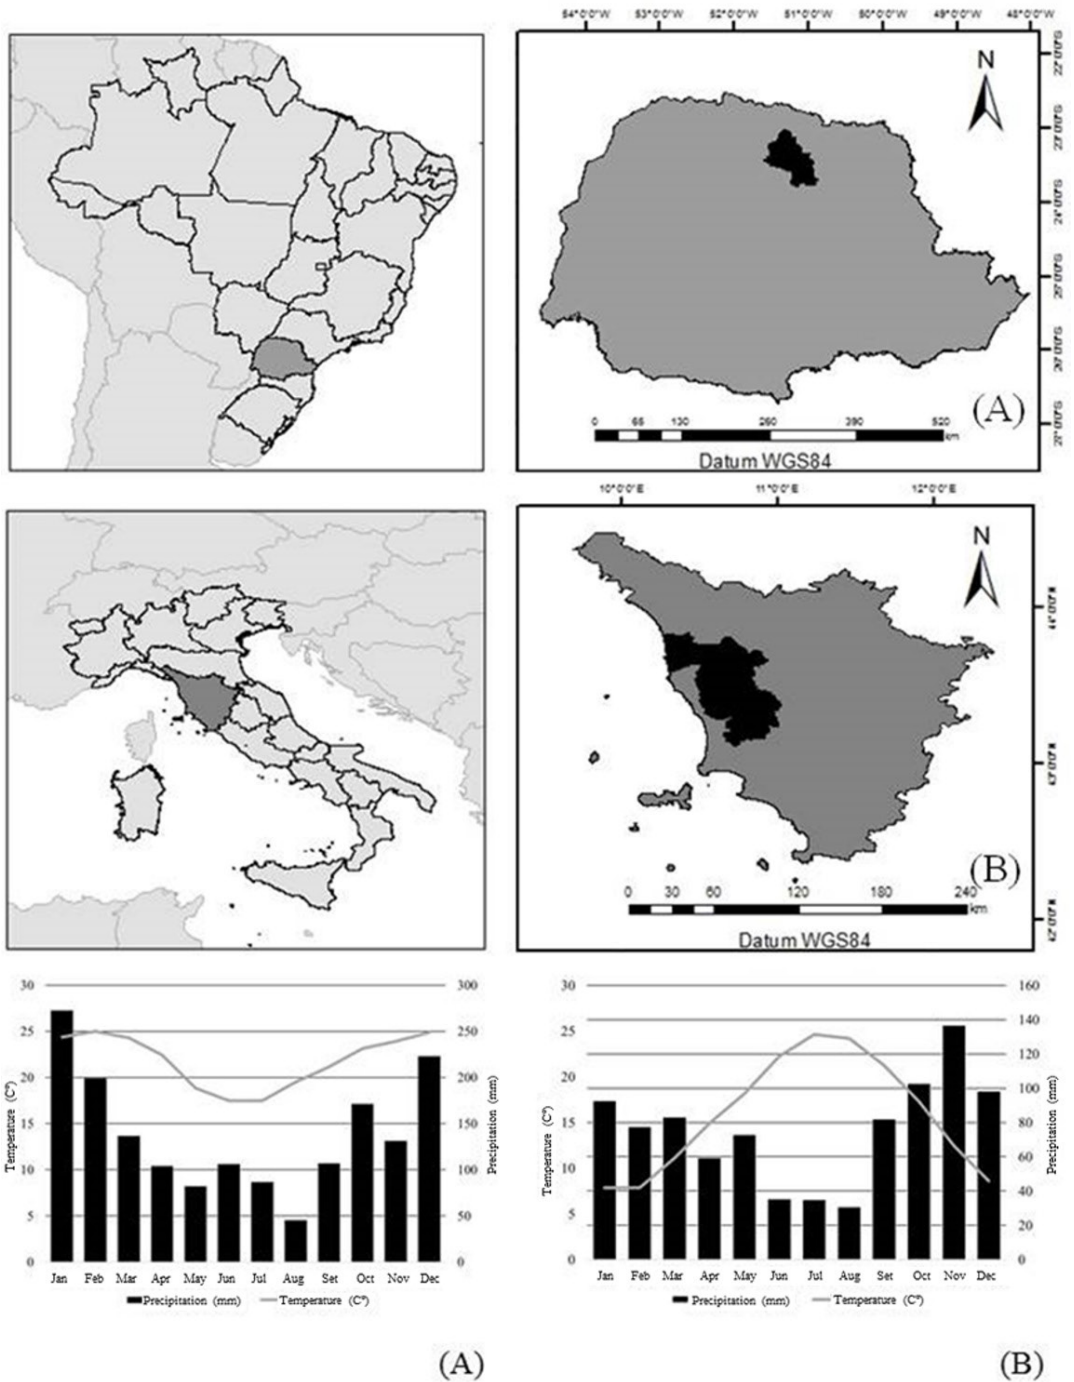 54°0'0"W 53°0'0"W 52°0'0"W 51°0'0"W 50°0'0"W 49°0'0"W 48°0'0"W
22°0'0"S
23°0'0"S
24°0'0"S
25°0'0"S
26°0'0"S
27°0'0"S
N
(A)
0 65 130 260 390 520
km
Datum WGS84
10°0'0"E 11°0'0"E 12°0'0"E
N
43°0'0"N
42°0'0"N
(B)
0 30 60 120 180 240
km
Datum WGS84
30 300
25 250
20 200
15 150
10 100
5 50
0 0
Temperature (C°)
Precipitation (mm)
Jan Feb Mar Apr May Jun Jul Aug Set Oct Nov Dec
Precipitation (mm) Temperature (C°)
(A)
30 160
140
25
120
20
100
15 80
60
10
40
5
20
0 0
Temperature (C°)
Precipitation (mm)
Jan Feb Mar Apr May Jun Jul Aug Set Oct Nov Dec
Precipitation (mm) Temperature (C°)
(B)